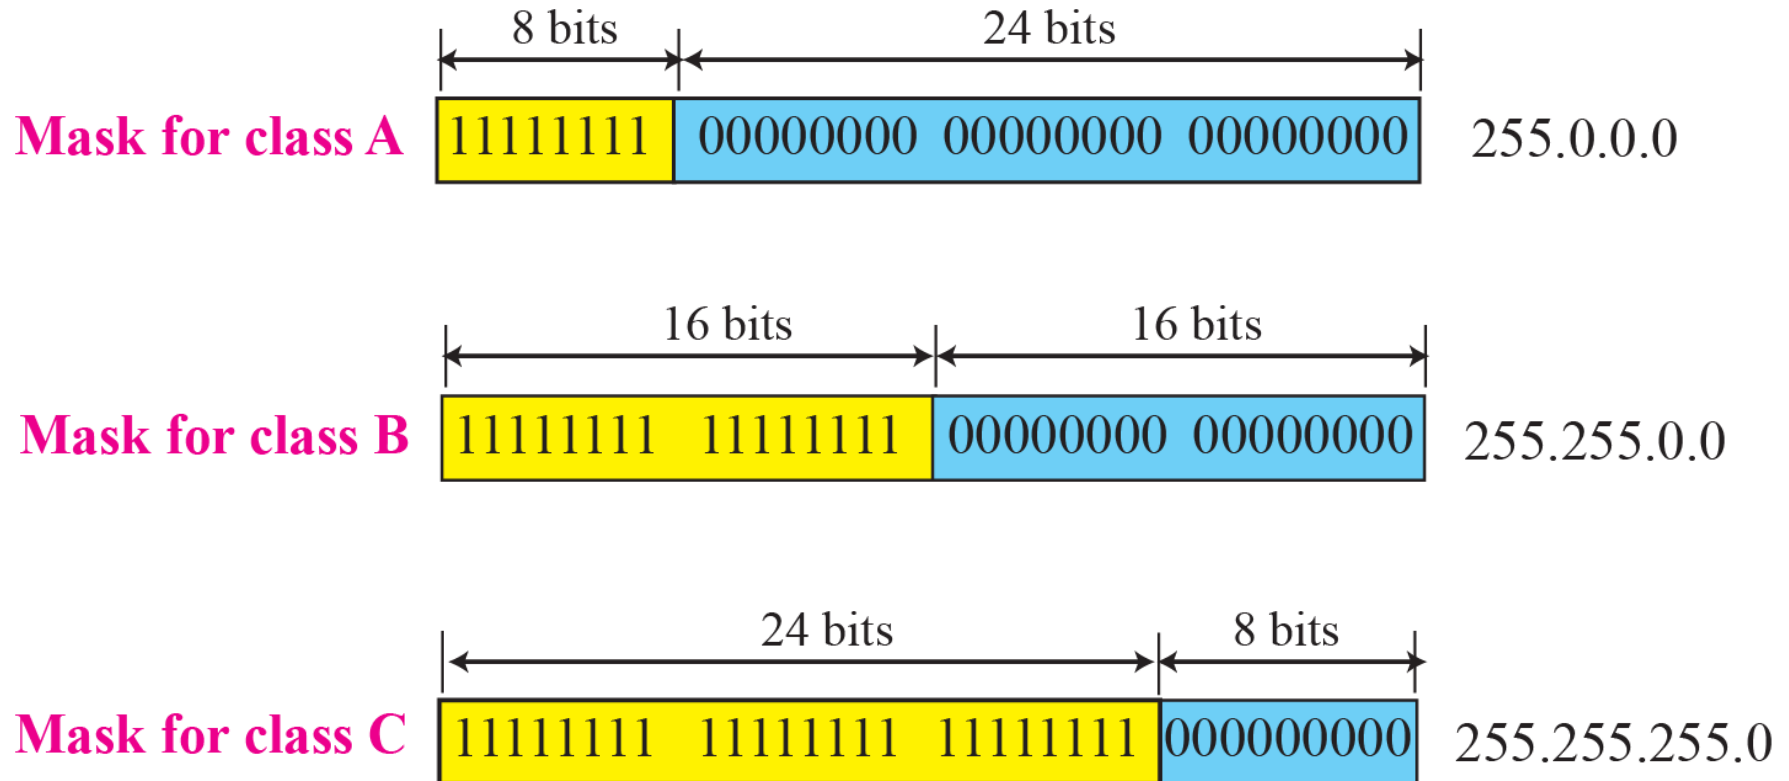 8 bits 24 bits
Mask for class A 11111111 00000000 00000000 00000000 255.0.0.0
16 bits 16 bits
Mask for class B 11111111 11111111 00000000 00000000 255.255.0.0
24 bits 8 bits
Mask for class C 11111111 11111111 11111111 000000000 255.255.255.0